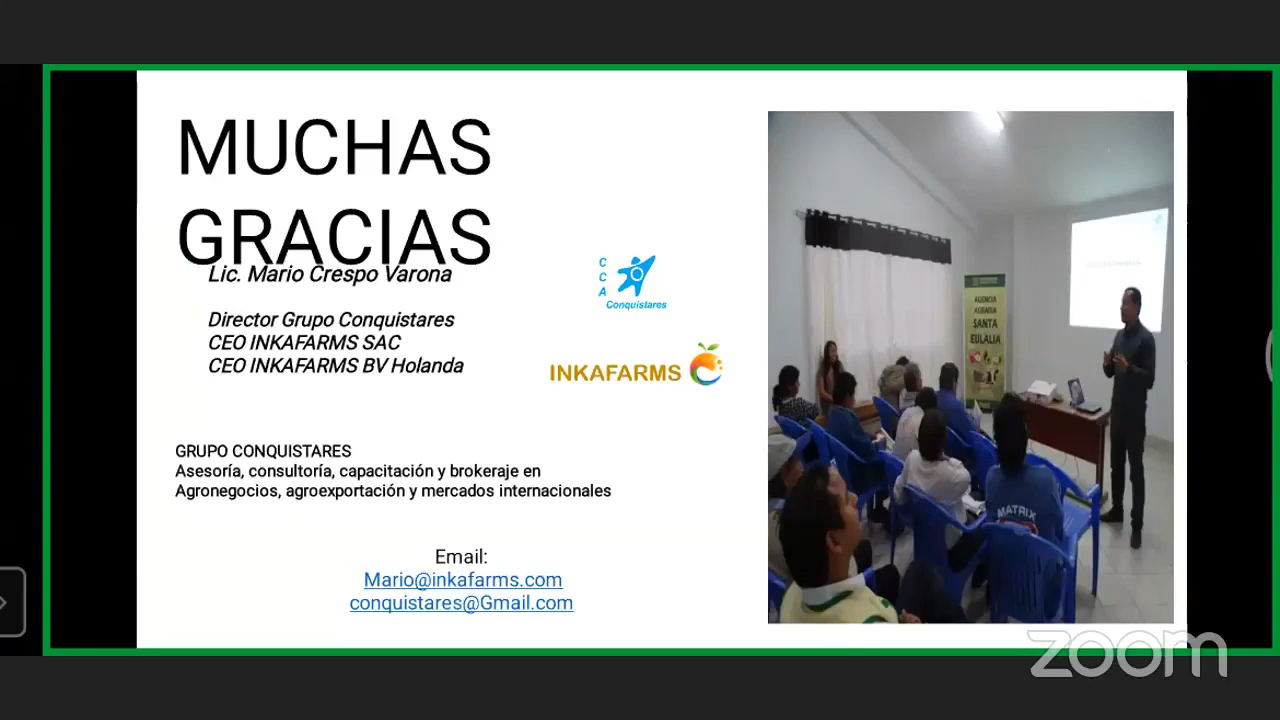 MUCHAS
GRACIAS
Lic. Mario Crespo Varona
Director Grupo Conquistares
CEO INKAFARMS SAC
CEO INKAFARMS BV Holanda
C
C
A
Conquistares
INKAFARMS
GRUPO CONQUISTARES
Asesoría, consultoría, capacitación y brokeraje en
Agronegocios, agroexportación y mercados internacionales
Email:
Mario@inkafarms.com
conquistares@Gmail.com
AGENCIA
AGRARIA
SANTA
EULALIA
MATRIX
zoom